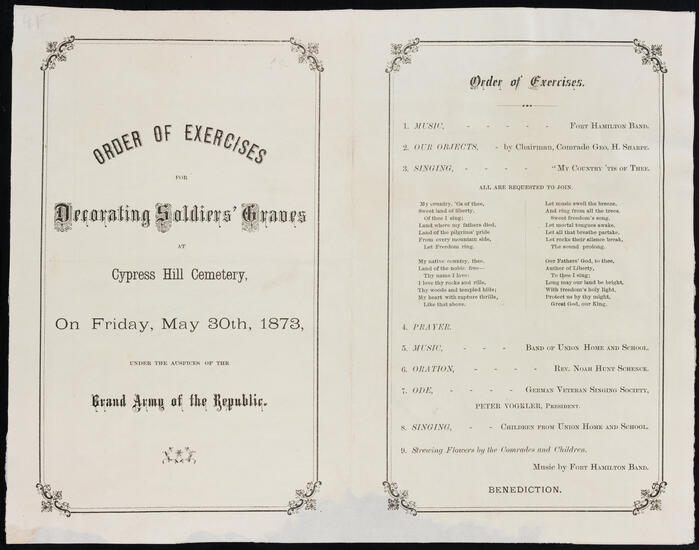 ORDER OF EXERCISES
FOR
Decorating Soldiers' Graves
AT
Cypress Hill Cemetery,
On Friday, May 30th, 1873,
UNDER THE AUSPICES OF THE
Grand Army of the Republic.
Order of Exercises.
1. MUSIC, - - - - - FORT HAMILTON BAND.
2. OUR OBJECTS, - by Chairman, Comrade GEO. H. SHARPE.
3. SINGING, - - - - "MY COUNTRY 'TIS OF THEE.
ALL ARE REQUESTED TO JOIN.
My country, 'tis of thee,
Sweet land of liberty,
Of thee I sing;
Land where my fathers died,
Land of the pilgrims' pride
From every mountain side,
Let Freedom ring.
My native country, thee,
Land of the noble free—
Thy name I love:
I love thy rocks and rills,
Thy woods and templed hills;
My heart with rapture thrills,
Like that above.
Let music swell the breeze,
And ring from all the trees,
Sweet freedom's song,
Let mortal tongues awake,
Let all that breathe partake,
Let rocks their silence break,
The sound prolong.
Our Fathers' God, to thee,
Author of Liberty,
To thee I sing;
Long may our land be bright,
With freedom's holy light,
Protect us by thy might,
Great God, our King.
4. PRAYER.
5. MUSIC, - - - BAND OF UNION HOME AND SCHOOL.
6. ORATION, - - - - REV. NOAH HUNT SCHENCK.
7. ODE, - - - - GERMAN VETERAN SINGING SOCIETY,
PETER VOGKLER, PRESIDENT.
8. SINGING, - - CHILDREN FROM UNION HOME AND SCHOOL.
9. Strewing Flowers by the Comrades and Children.
Music by FORT HAMILTON BAND.
BENEDICTION.